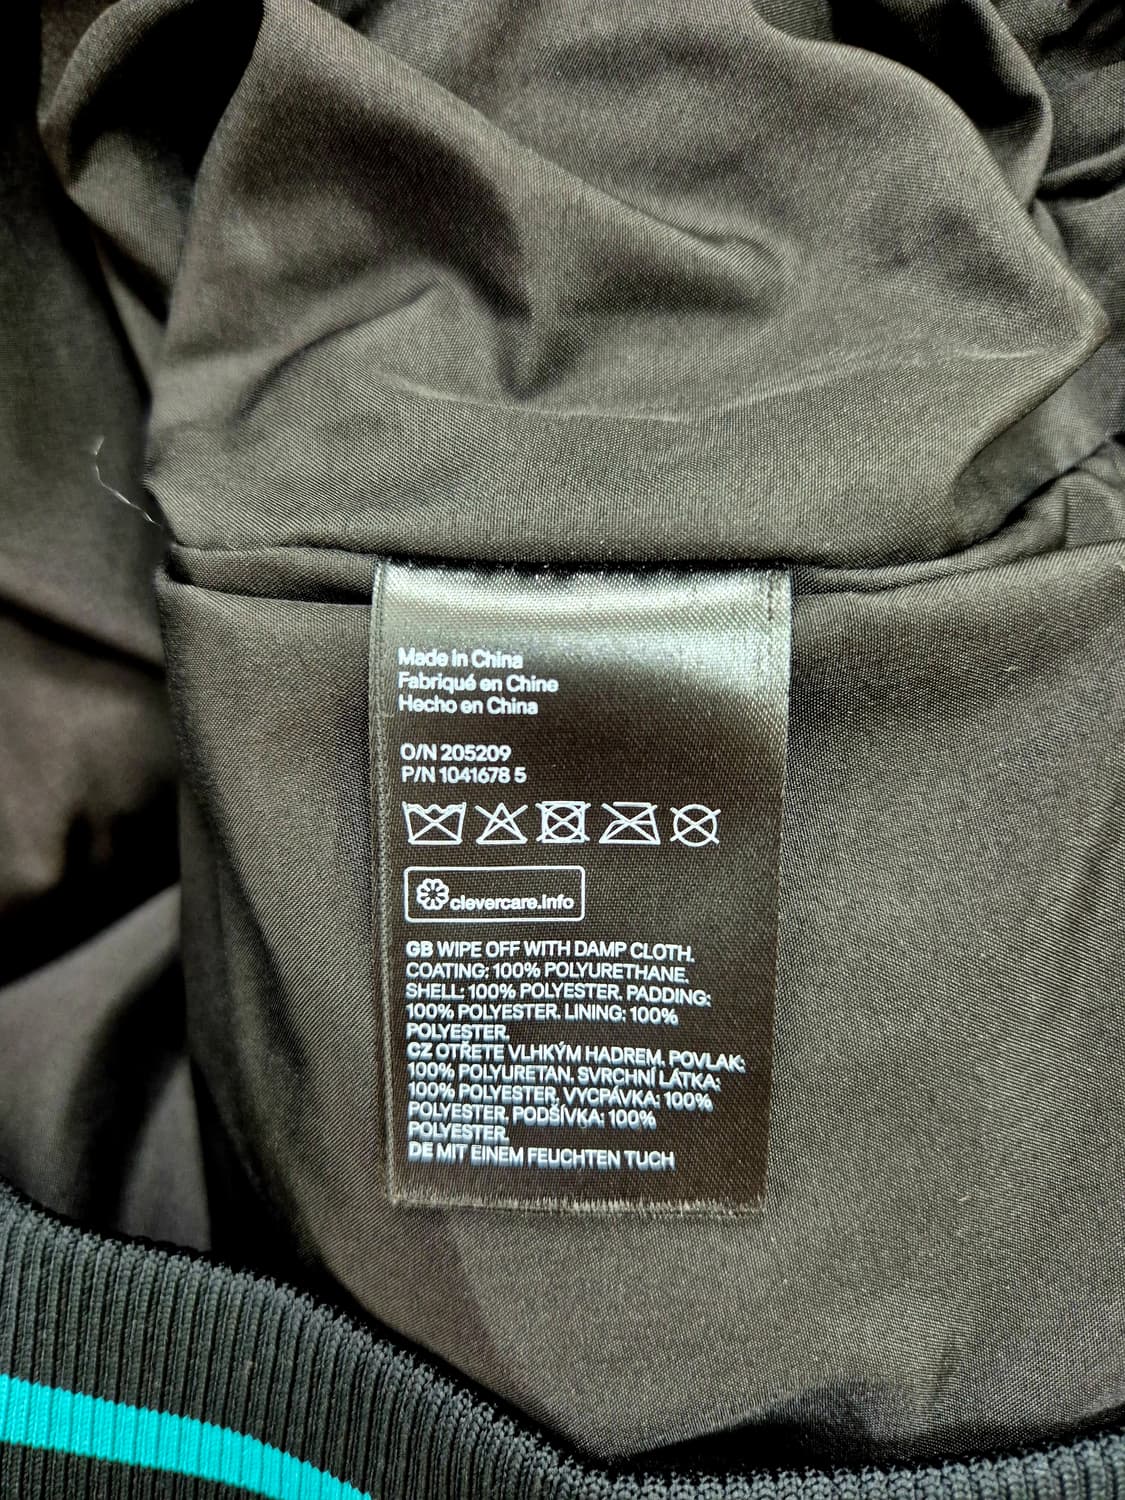 Made in China
Fabriqué en Chine
Hecho en China
O/N 205209
P/N 1041678 5
clevercare.info
GB WIPE OFF WITH DAMP CLOTH.
COATING: 100% POLYURETHANE.
SHELL: 100% POLYESTER. PADDING:
100% POLYESTER. LINING: 100%
POLYESTER.
CZ OTŘETE VLHKÝM HADREM. POVLAK:
100% POLYURETAN. SVRCHNÍ LÁTKA:
100% POLYESTER. VYCPÁVKA: 100%
POLYESTER. PODŠÍVKA: 100%
POLYESTER.
DE MIT EINEM FEUCHTEN TUCH